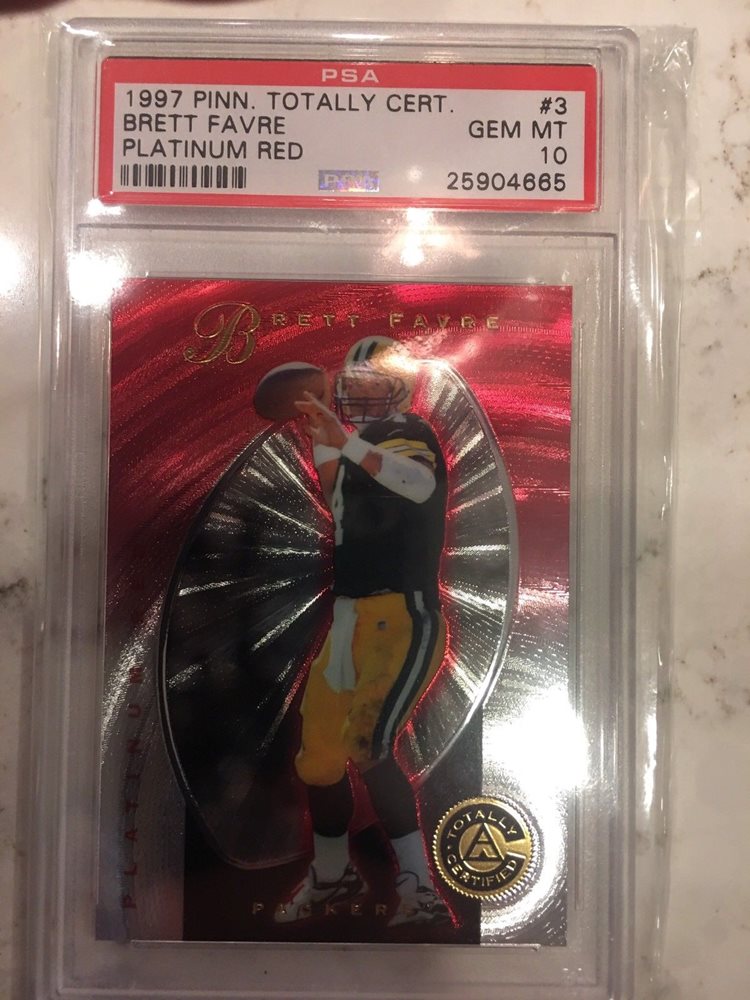 PSA
1997 PINN. TOTALLY CERT. #3
BRETT FAVRE GEM MT
PLATINUM RED 10
PSA 25904665
BRETT FAVRE
PLATINUM
TOTALLY
CERTIFIED
PACKERS